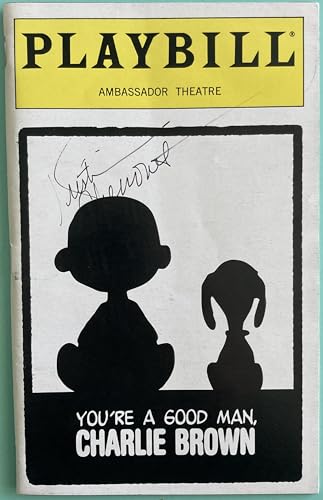 PLAYBILL®
AMBASSADOR THEATRE
YOU'RE A GOOD MAN,
CHARLIE BROWN